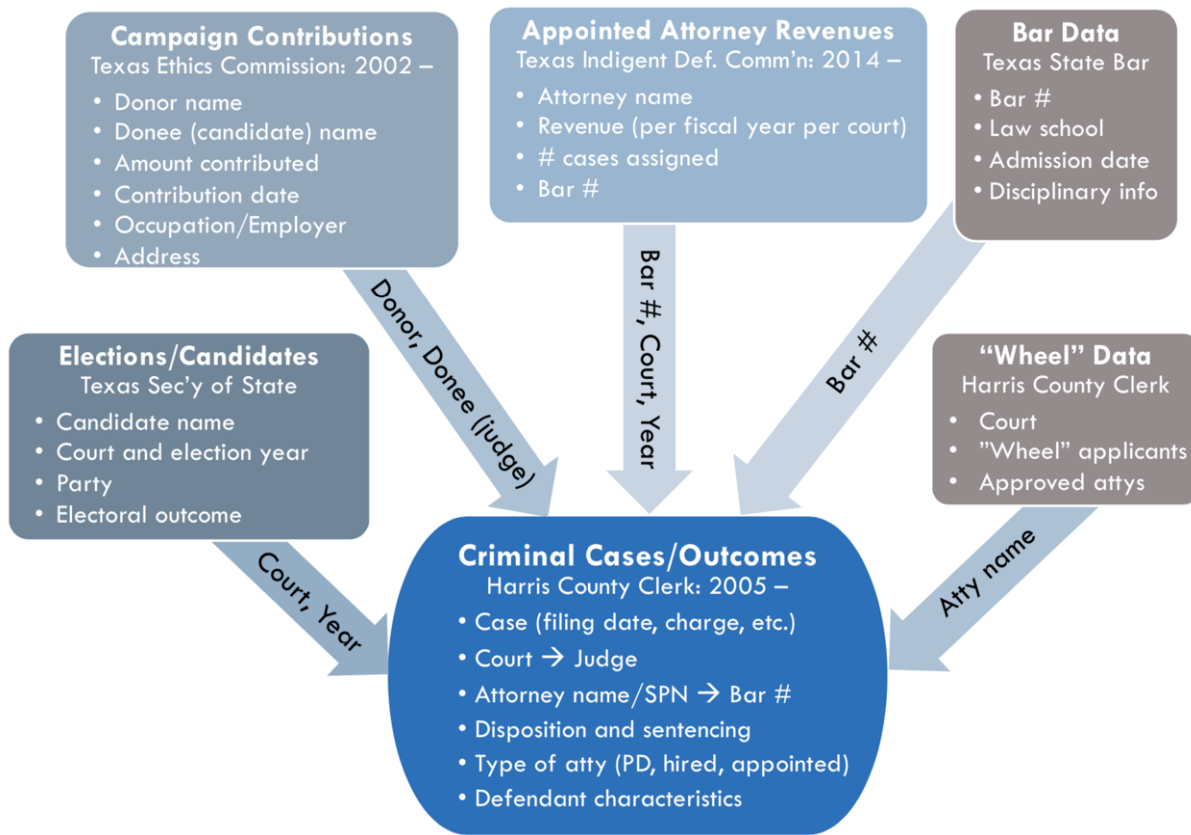 Campaign Contributions
Texas Ethics Commission: 2002 –
• Donor name
• Donee (candidate) name
• Amount contributed
• Contribution date
• Occupation/Employer
• Address
Appointed Attorney Revenues
Texas Indigent Def. Comm'n: 2014 –
• Attorney name
• Revenue (per fiscal year per court)
• # cases assigned
• Bar #
Bar Data
Texas State Bar
• Bar #
• Law school
• Admission date
• Disciplinary info
Donor, Donee (judge)
Bar #, Court, Year
Bar #
Elections/Candidates
Texas Sec'y of State
• Candidate name
• Court and election year
• Party
• Electoral outcome
“Wheel” Data
Harris County Clerk
• Court
• ”Wheel” applicants
• Approved attys
Court, Year
Atty name
Criminal Cases/Outcomes
Harris County Clerk: 2005 –
• Case (filing date, charge, etc.)
• Court → Judge
• Attorney name/SPN → Bar #
• Disposition and sentencing
• Type of atty (PD, hired, appointed)
• Defendant characteristics